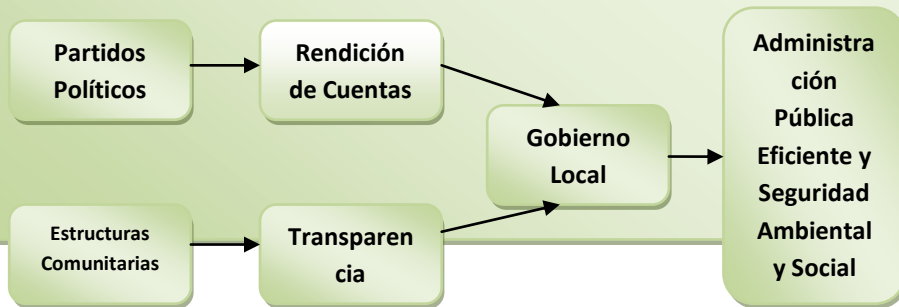 Partidos
Políticos
Rendición
de Cuentas
Gobierno
Local
Estructuras
Comunitarias
Transparen
cia
Administra
ción
Pública
Eficiente y
Seguridad
Ambiental
y Social